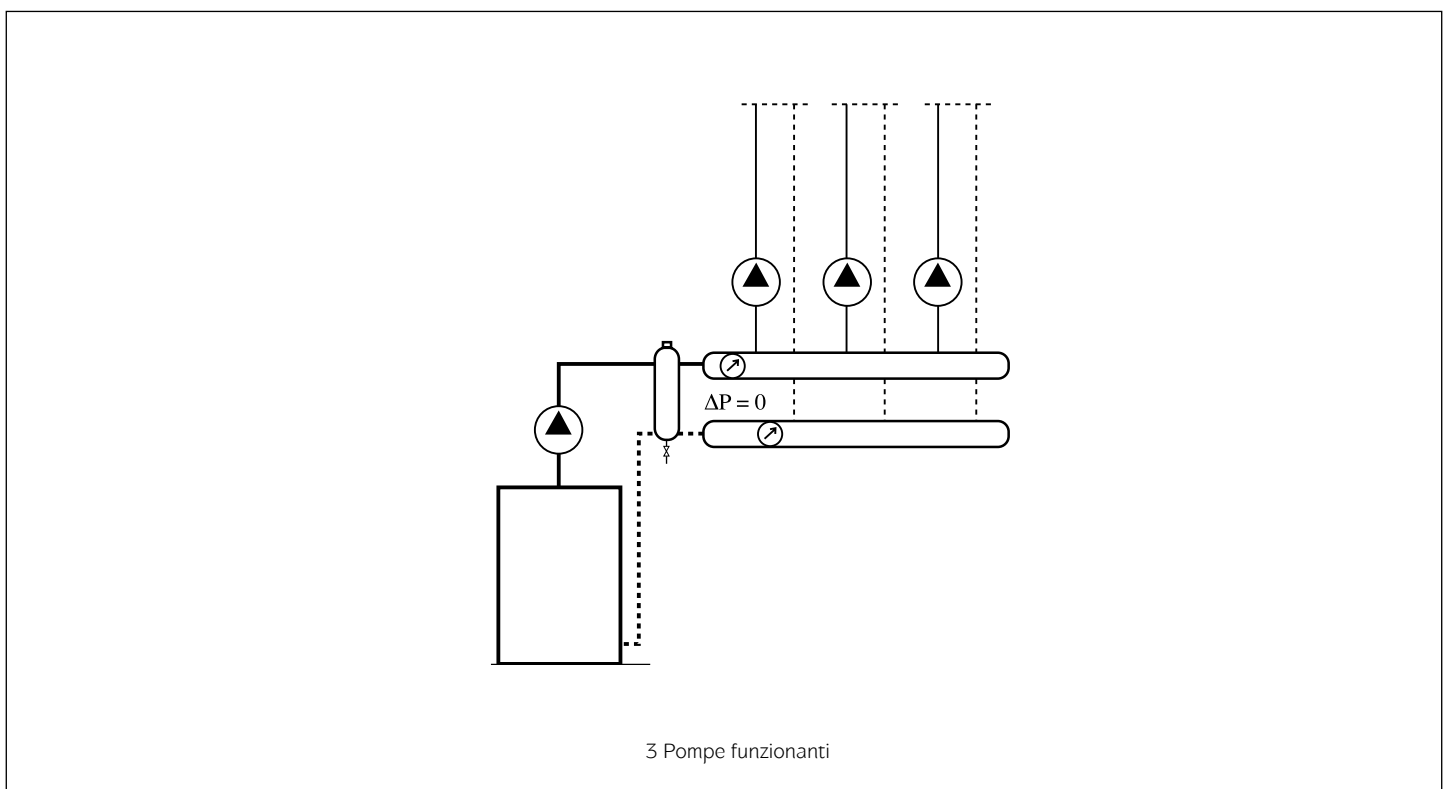 ΔP = 0
3 Pompe funzionanti